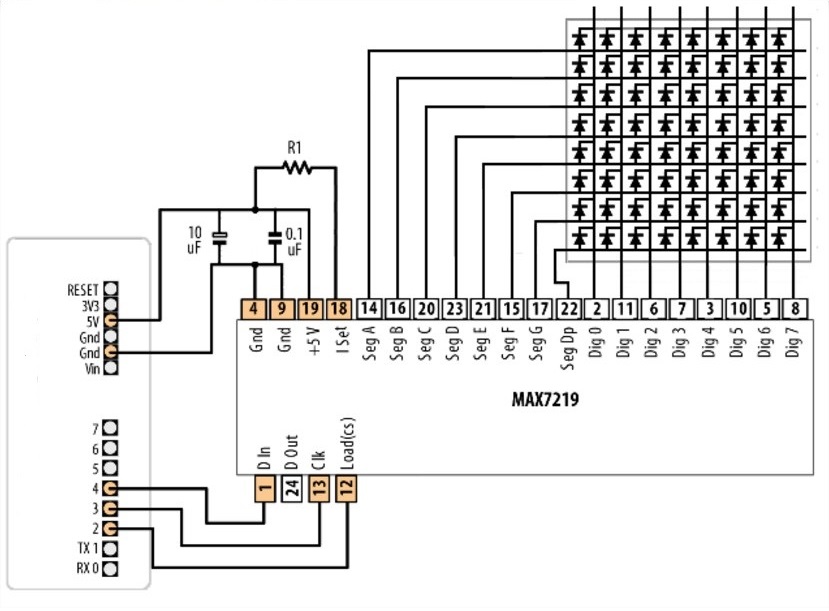 R1
10
uF
0.1
uF
RESET
3V3
5V
Gnd
Gnd
Vin
4 9 19 18 14 16 20 23 21 15 17 22 2 11 6 7 3 10 5 8
Gnd Gnd +5 V I Set Seg A Seg B Seg C Seg D Seg E Seg F Seg G Seg Dp Dig 0 Dig 1 Dig 2 Dig 3 Dig 4 Dig 5 Dig 6 Dig 7
MAX7219
7
6
5
4
3
2
TX 1
RX 0
D In D Out Clk Load(cs)
1 24 13 12